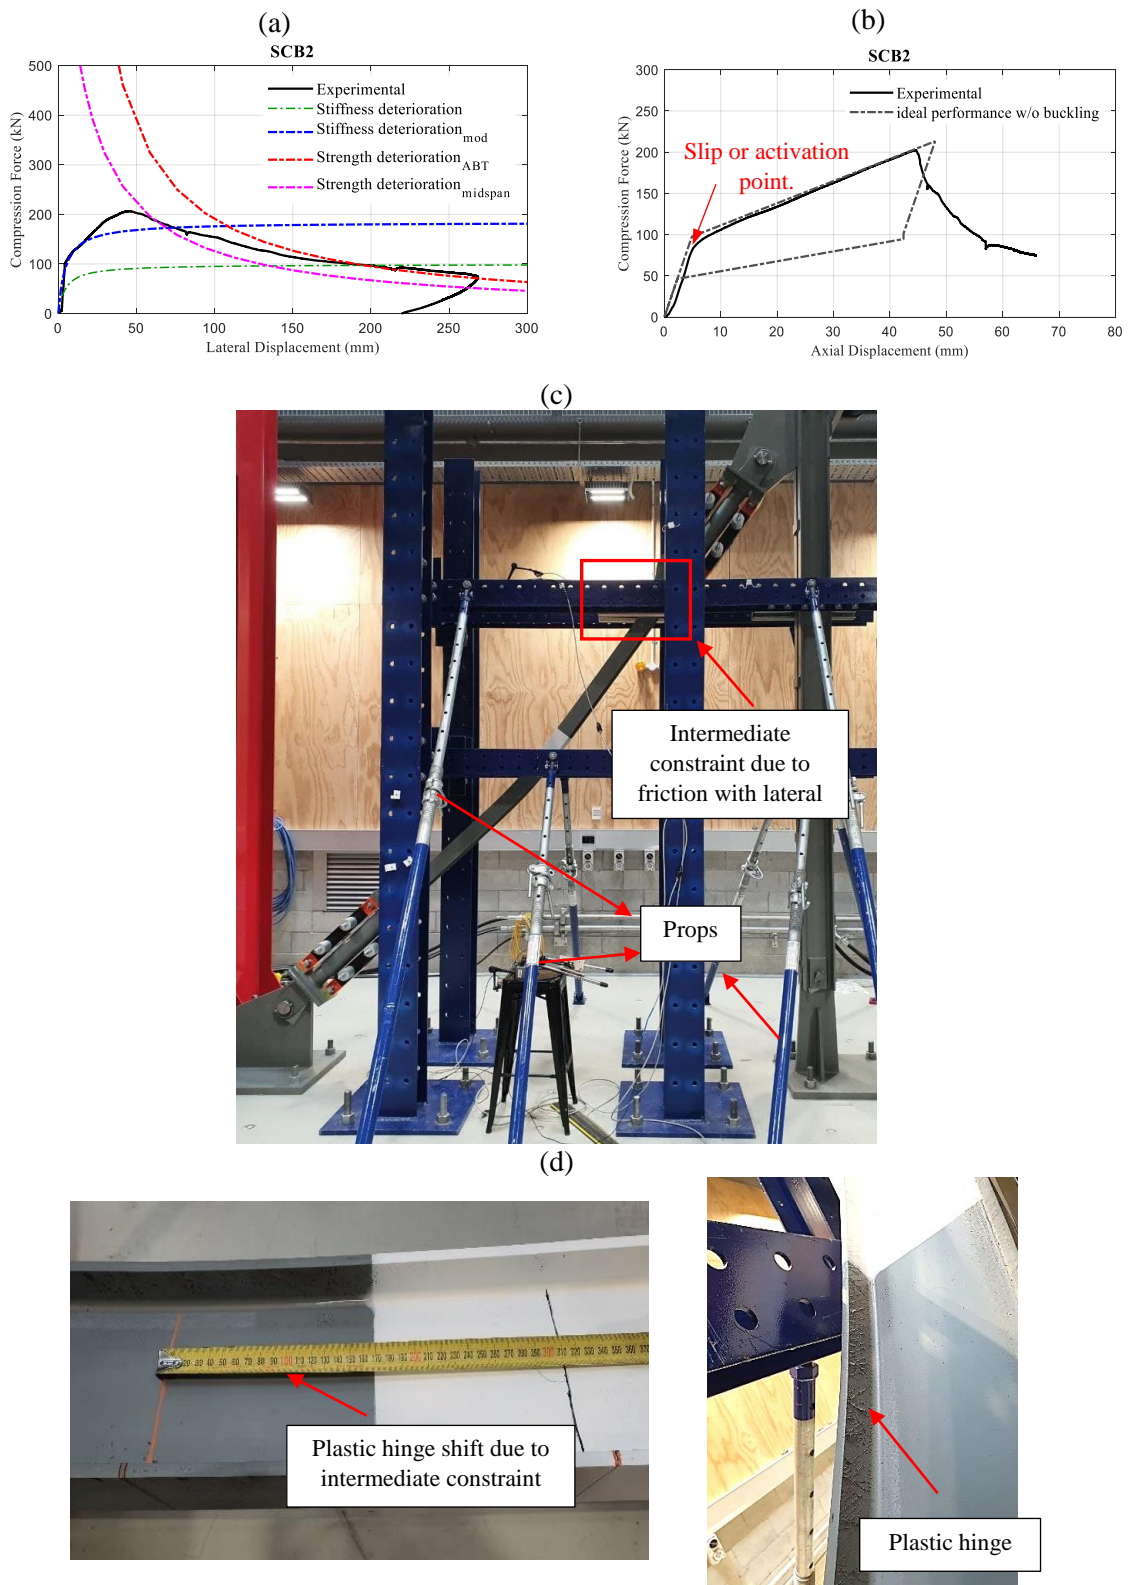 (a)
SCB2
500
400
300
200
100
0
Compression Force (kN)
Experimental
Stiffness deterioration
Stiffness deterioration mod
Strength deterioration ABT
Strength deterioration midspan
0 50 100 150 200 250 300
Lateral Displacement (mm)
(b)
SCB2
300
250
200
150
100
50
0
Compression Force (kN)
Experimental
ideal performance w/o buckling
Slip or activation
point.
0 10 20 30 40 50 60 70 80
Axial Displacement (mm)
(c)
Intermediate
constraint due to
friction with lateral
Props
(d)
Plastic hinge shift due to
intermediate constraint
Plastic hinge